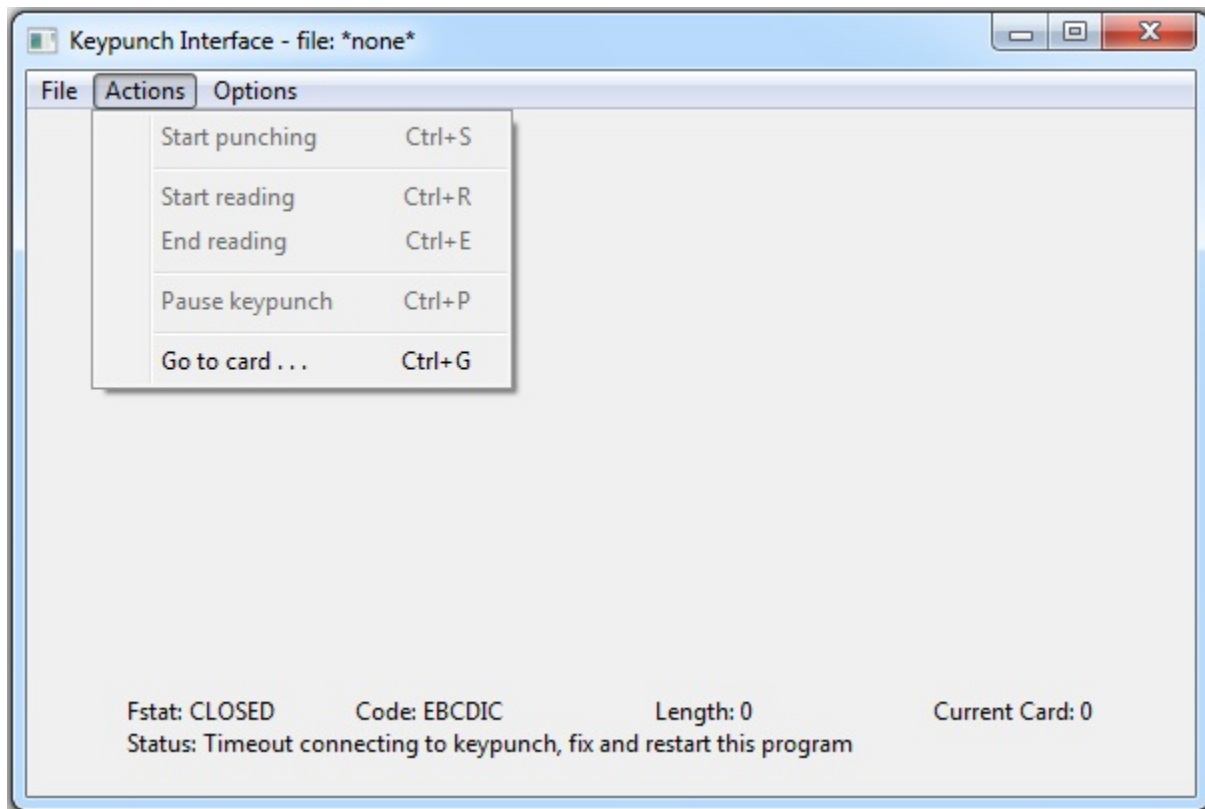 Keypunch Interface - file: *none*
File Actions Options
Start punching Ctrl+S
Start reading Ctrl+R
End reading Ctrl+E
Pause keypunch Ctrl+P
Go to card . . . Ctrl+G
Fstat: CLOSED Code: EBCDIC Length: 0 Current Card: 0
Status: Timeout connecting to keypunch, fix and restart this program